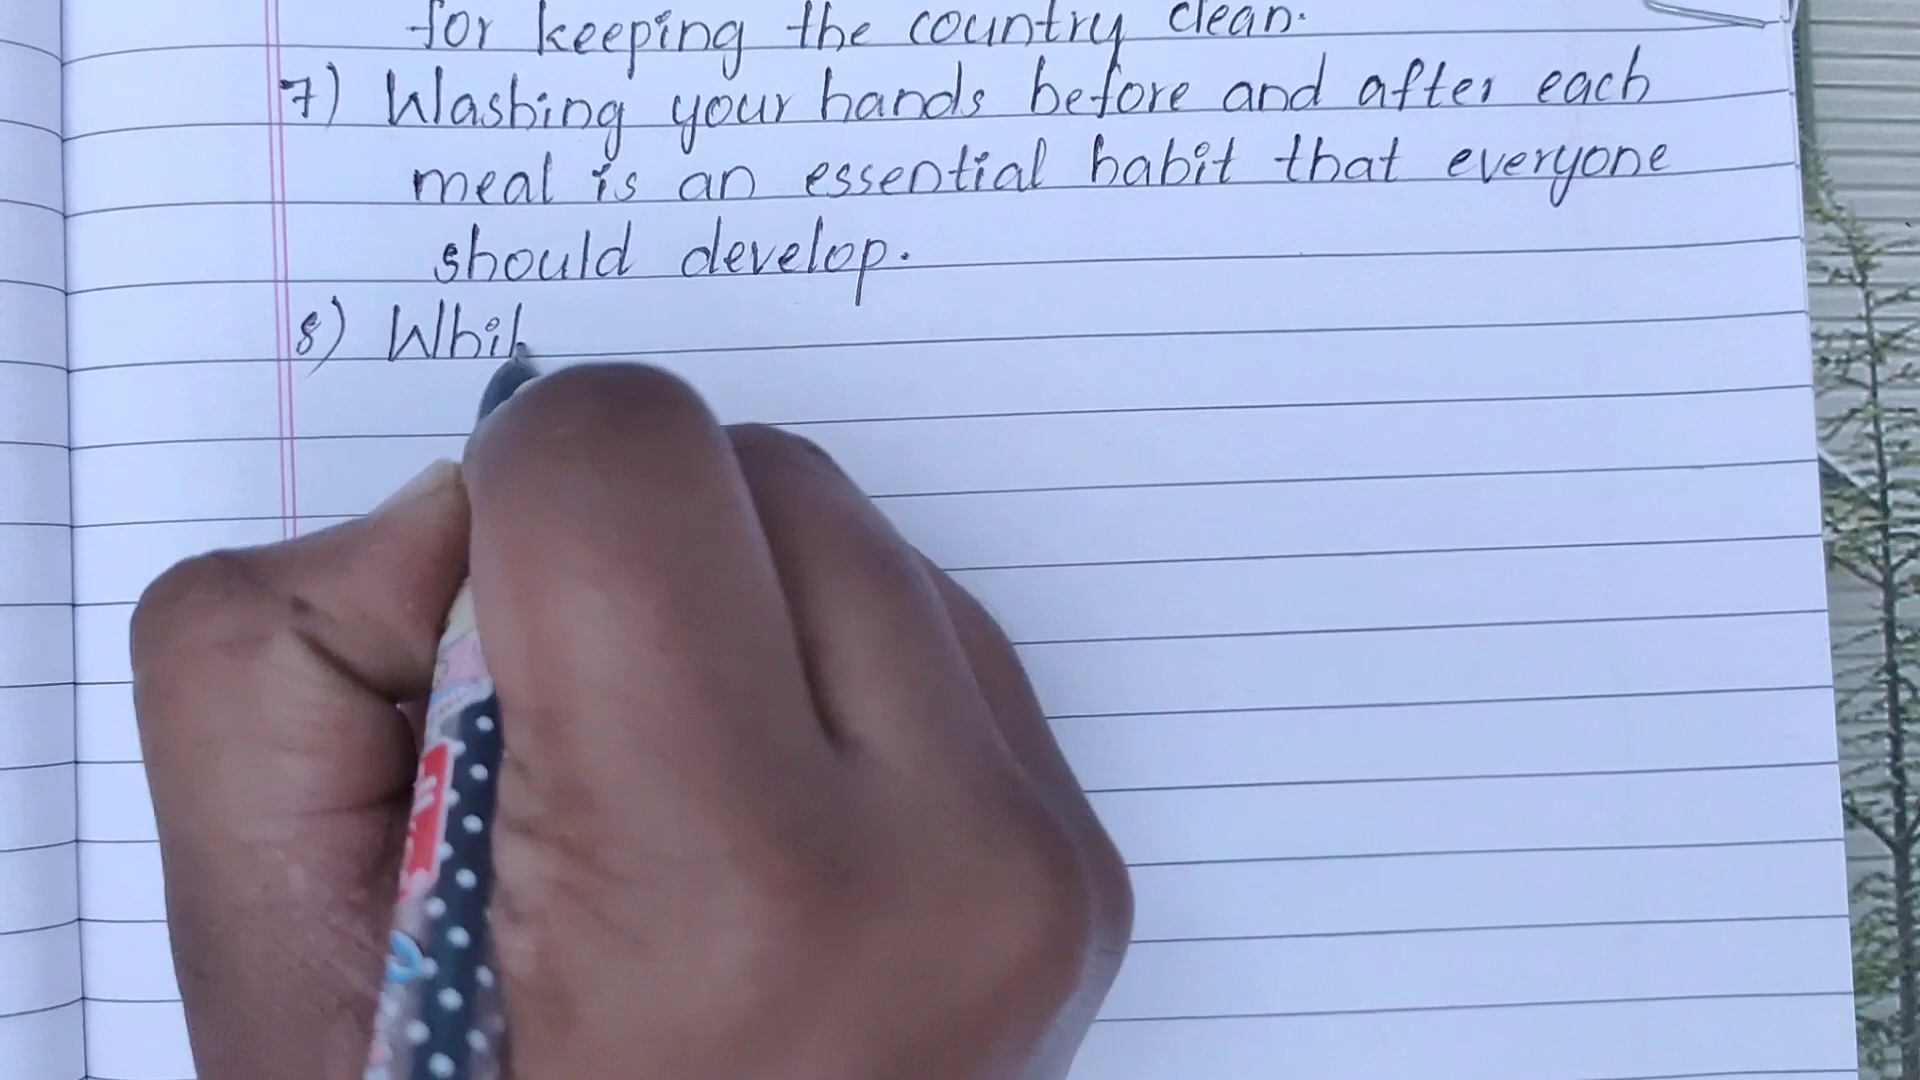 for keeping the country clean.
7) Washing your hands before and after each
meal is an essential habit that everyone
should develop.
8) Whil